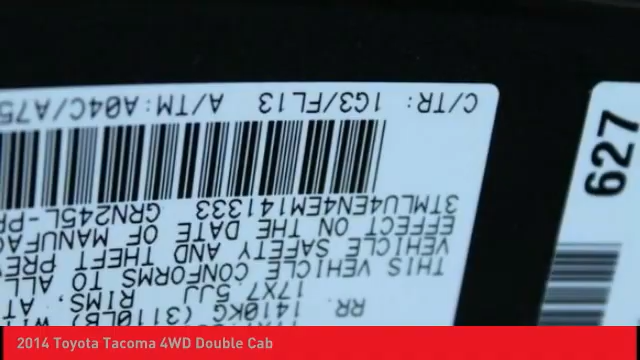 RR. 1410KG (3110LB) WIT
17X7.5JJ RIMS, AT
THIS VEHICLE CONFORMS TO ALL
VEHICLE SAFETY AND THEFT PREV
EFFECT ON THE DATE OF MANUFAC
3TMLU4EN4EM141333 GRN245L-PR
C/TR: 1G3/FL13 A/TM: A04C/A75
627
2014 Toyota Tacoma 4WD Double Cab